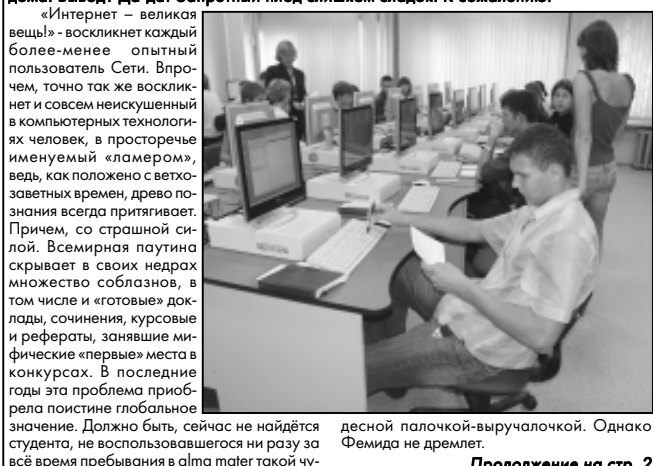 дома. Вывод? Да-да! Запретный плод слишком сладок. К сожалению.
«Интернет – великая
вещь!» - воскликнет каждый
более-менее опытный
пользователь Сети. Впро-
чем, точно так же восклик-
нет и совсем неискушенный
в компьютерных технологи-
ях человек, в просторечье
именуемый «ламером»,
ведь, как положено с ветхо-
заветных времен, древо по-
знания всегда притягивает.
Причем, со страшной си-
лой. Всемирная паутина
скрывает в своих недрах
множество соблазнов, в
том числе и «готовые» док-
лады, сочинения, курсовые
и рефераты, занявшие ми-
фические «первые» места в
конкурсах. В последние
годы эта проблема приоб-
рела поистине глобальное
значение. Должно быть, сейчас не найдётся
студента, не воспользовавшегося ни разу за
всё время пребывания в alma mater такой чу-
десной палочкой-выручалочкой. Однако
Фемида не дремлет.
Продолжение на стр. 2